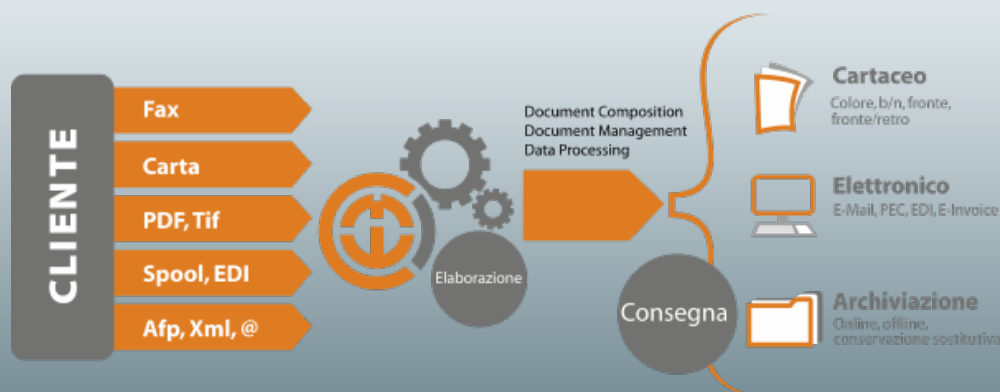 CLIENTE
Fax
Carta
PDF, Tif
Spool, EDI
Afp, Xml, @
Elaborazione
Document Composition
Document Management
Data Processing
Consegna
Cartaceo
Colore, b/n, fronte,
fronte/retro
Elettronico
E-Mail, PEC, EDI, E-Invoice
Archiviazione
Online, offline,
conservazione sostitutiva